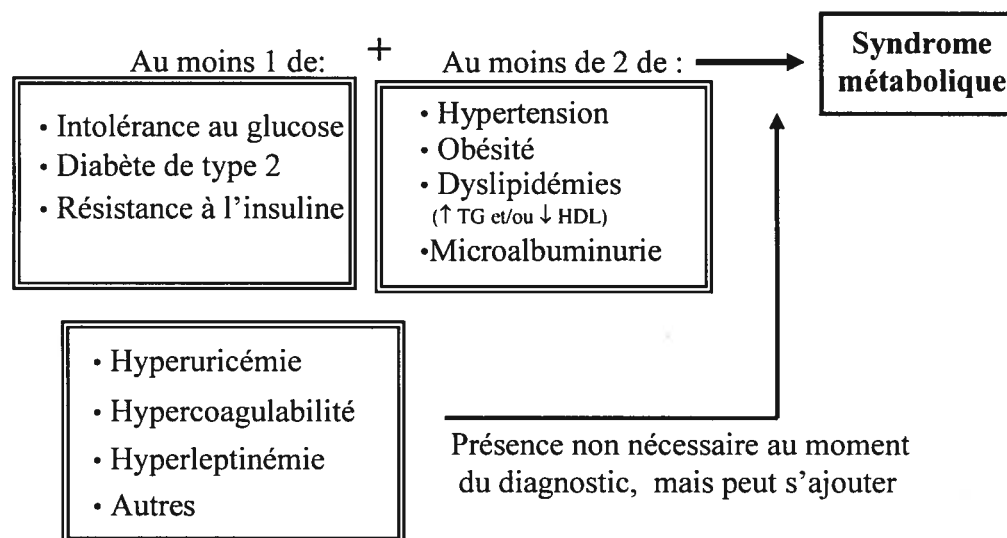 Au moins 1 de:
+
Au moins de 2 de :
Syndrome
métabolique
• Intolérance au glucose
• Diabète de type 2
• Résistance à l'insuline
• Hypertension
• Obésité
• Dyslipidémies
(↑ TG et/ou ↓ HDL)
•Microalbuminurie
• Hyperuricémie
• Hypercoagulabilité
• Hyperleptinémie
• Autres
Présence non nécessaire au moment
du diagnostic, mais peut s'ajouter